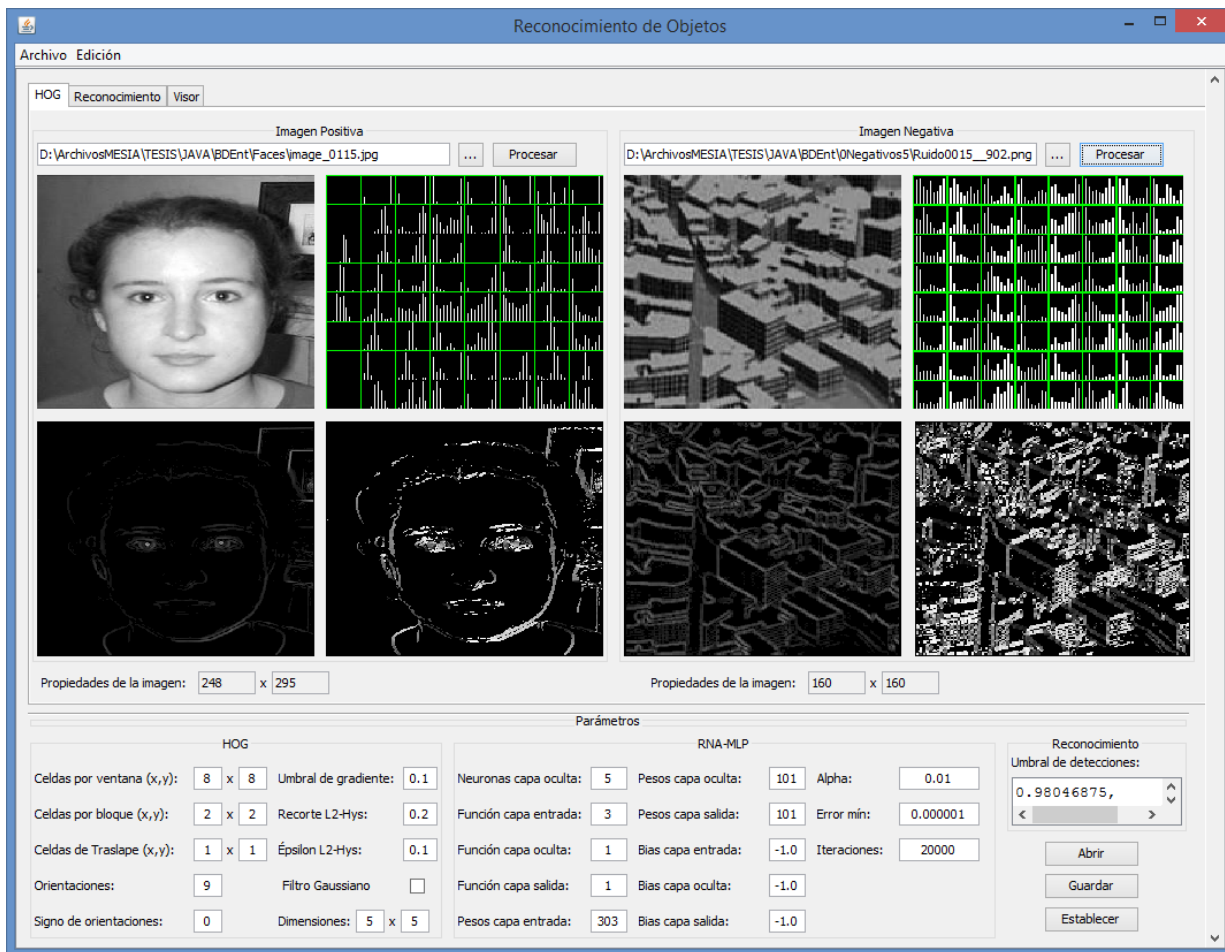 Reconocimiento de Objetos
Archivo Edición
HOG Reconocimiento Visor
Imagen Positiva
D:\ArchivosMESIA\TESIS\JAVA\BDEnt\Faces\image_0115.jpg ... Procesar
Imagen Negativa
D:\ArchivosMESIA\TESIS\JAVA\BDEnt\0Negativos5\Ruido0015__902.png ... Procesar
Propiedades de la imagen: 248 x 295
Propiedades de la imagen: 160 x 160
Parámetros
HOG
Celdas por ventana (x,y): 8 x 8 Umbral de gradiente: 0.1
Celdas por bloque (x,y): 2 x 2 Recorte L2-Hys: 0.2
Celdas de Traslape (x,y): 1 x 1 Épsilon L2-Hys: 0.1
Orientaciones: 9 Filtro Gaussiano
Signo de orientaciones: 0 Dimensiones: 5 x 5
RNA-MLP
Neuronas capa oculta: 5 Pesos capa oculta: 101 Alpha: 0.01
Función capa entrada: 3 Pesos capa salida: 101 Error mín: 0.000001
Función capa oculta: 1 Bias capa entrada: -1.0 Iteraciones: 20000
Función capa salida: 1 Bias capa oculta: -1.0
Pesos capa entrada: 303 Bias capa salida: -1.0
Reconocimiento
Umbral de detecciones:
0.98046875,
Abrir
Guardar
Establecer